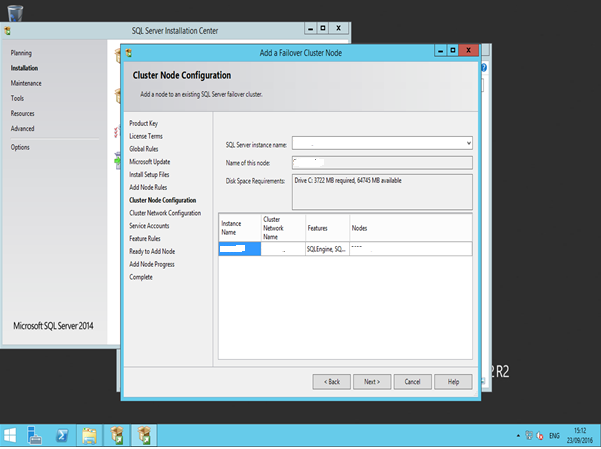 SQL Server Installation Center
Planning
Installation
Maintenance
Tools
Resources
Advanced
Options
Microsoft SQL Server 2014
Add a Failover Cluster Node
Cluster Node Configuration
Add a node to an existing SQL Server failover cluster.
Product Key
License Terms
Global Rules
Microsoft Update
Install Setup Files
Add Node Rules
Cluster Node Configuration
Cluster Network Configuration
Service Accounts
Feature Rules
Ready to Add Node
Add Node Progress
Complete
SQL Server instance name:
Name of this node:
Disk Space Requirements:
Drive C: 3722 MB required, 64745 MB available
Instance Name
Cluster Network Name
Features
Nodes
SQLEngine, SQ...
< Back
Next >
Cancel
Help
R2
ENG
15:12
23/09/2016